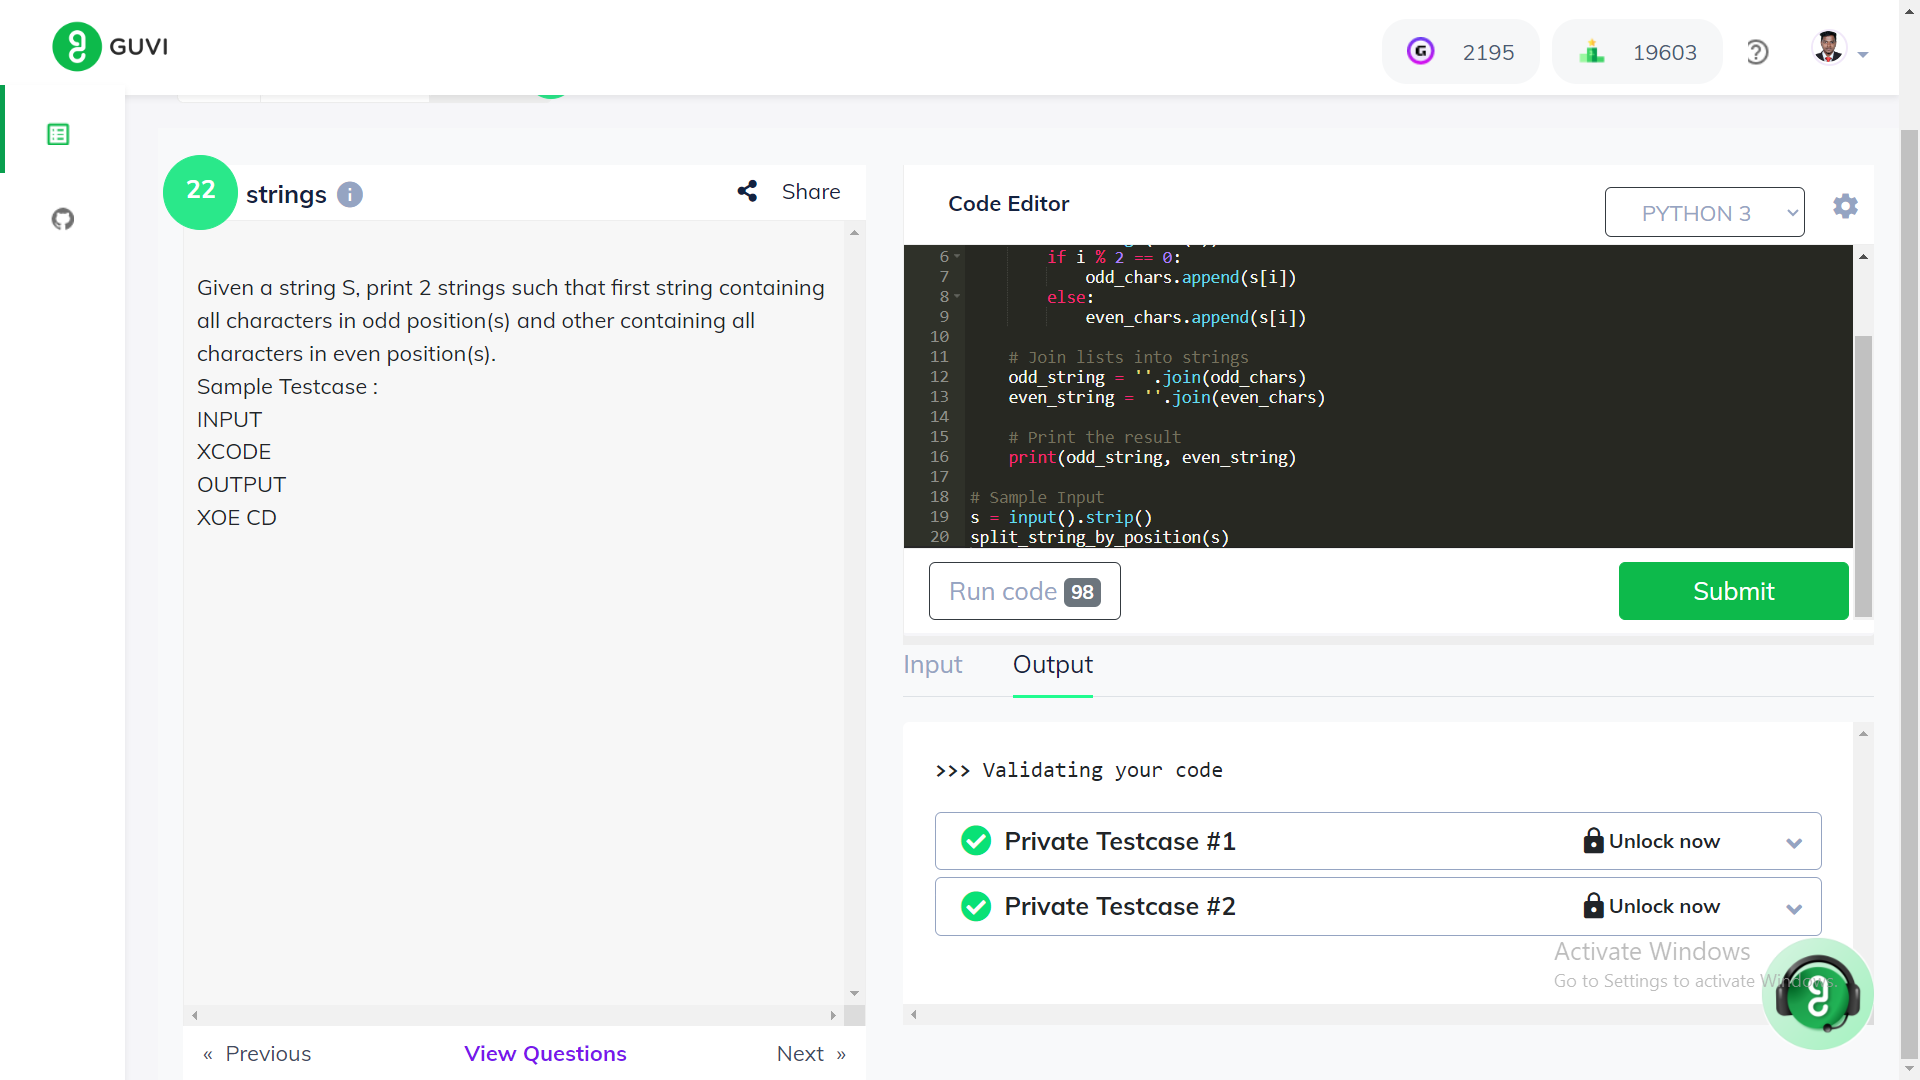 GUVI
2195
19603
22
strings
Share
Given a string S, print 2 strings such that first string containing
all characters in odd position(s) and other containing all
characters in even position(s).
Sample Testcase :
INPUT
XCODE
OUTPUT
XOE CD
« Previous
View Questions
Next »
Code Editor
PYTHON 3
6 if i % 2 == 0:
7 odd_chars.append(s[i])
8 else:
9 even_chars.append(s[i])
10
11 # Join lists into strings
12 odd_string = ''.join(odd_chars)
13 even_string = ''.join(even_chars)
14
15 # Print the result
16 print(odd_string, even_string)
17
18 # Sample Input
19 s = input().strip()
20 split_string_by_position(s)
Run code 98
Submit
Input
Output
>>> Validating your code
Private Testcase #1
Unlock now
Private Testcase #2
Unlock now
Activate Windows
Go to Settings to activate Windows.